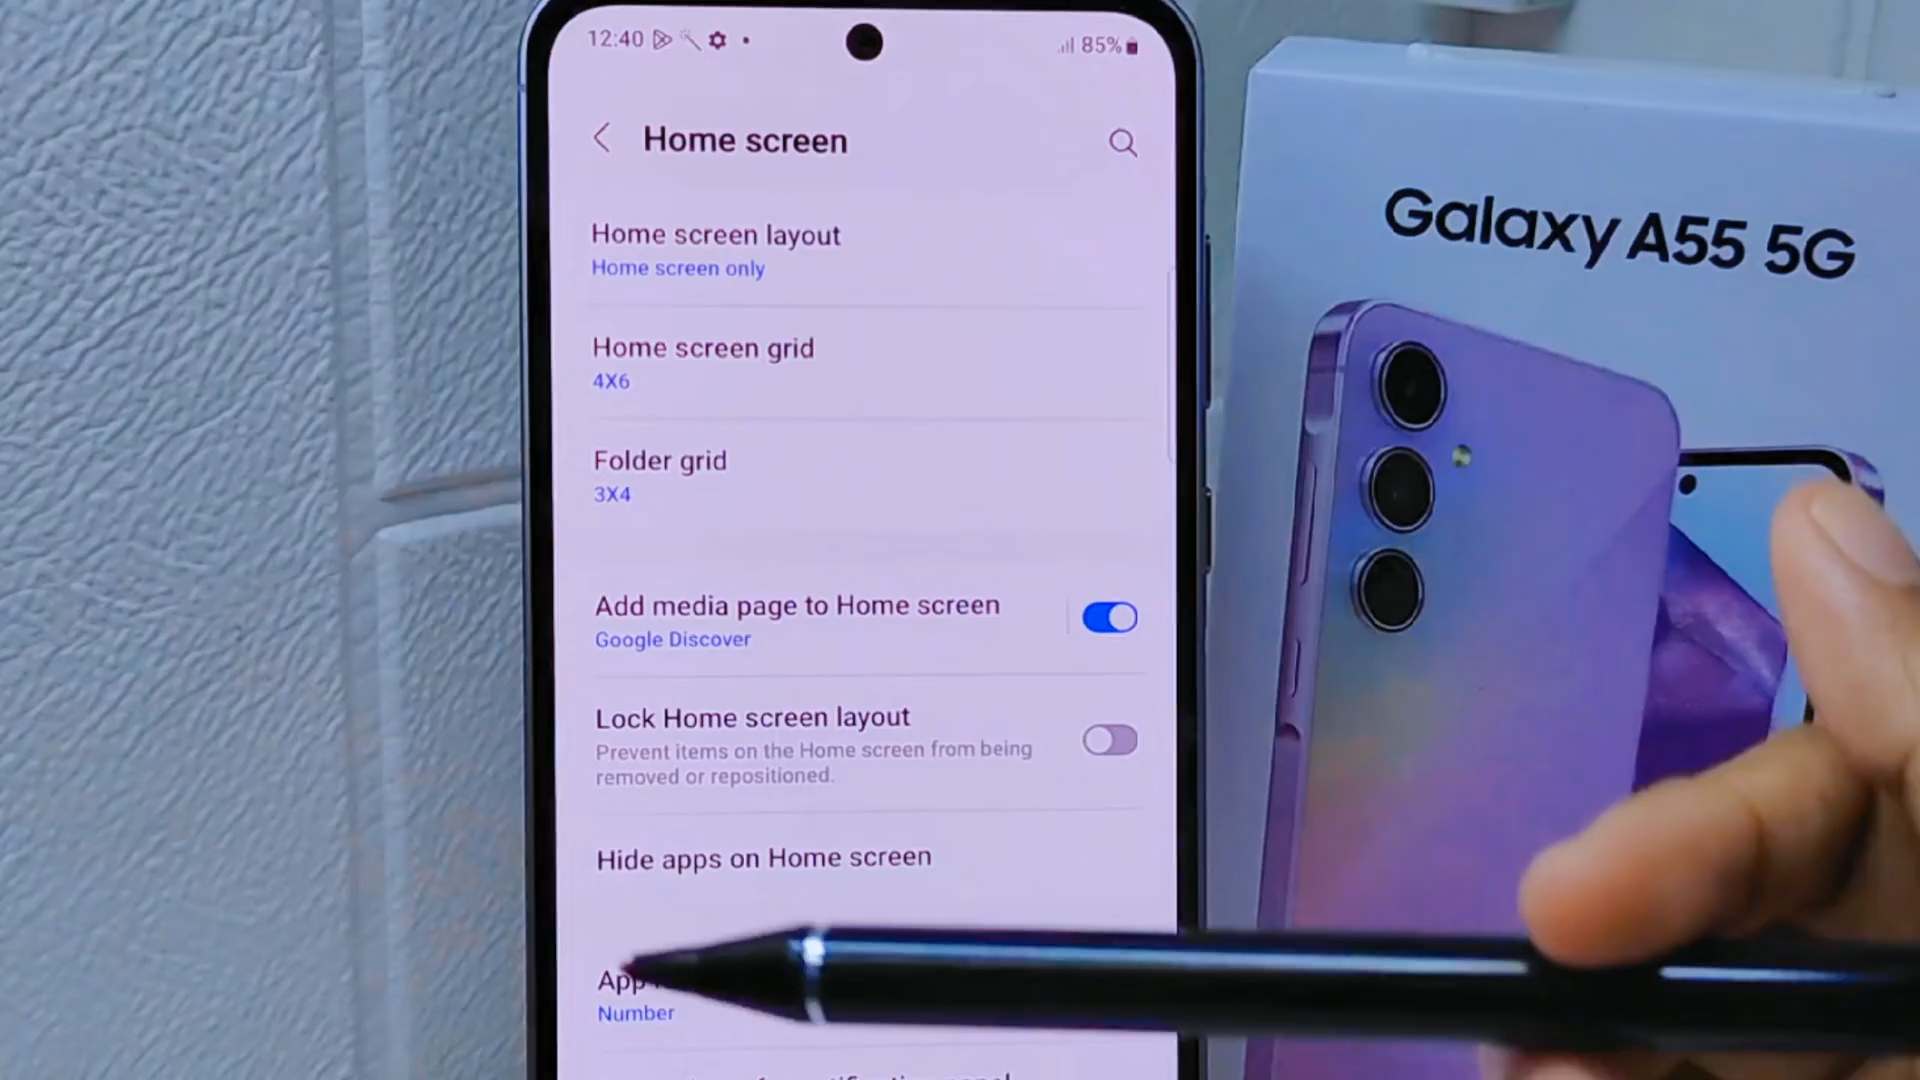 12:40
85%
Home screen
Home screen layout
Home screen only
Home screen grid
4X6
Folder grid
3X4
Add media page to Home screen
Google Discover
Lock Home screen layout
Prevent items on the Home screen from being
removed or repositioned.
Hide apps on Home screen
App
Number
Galaxy A55 5G